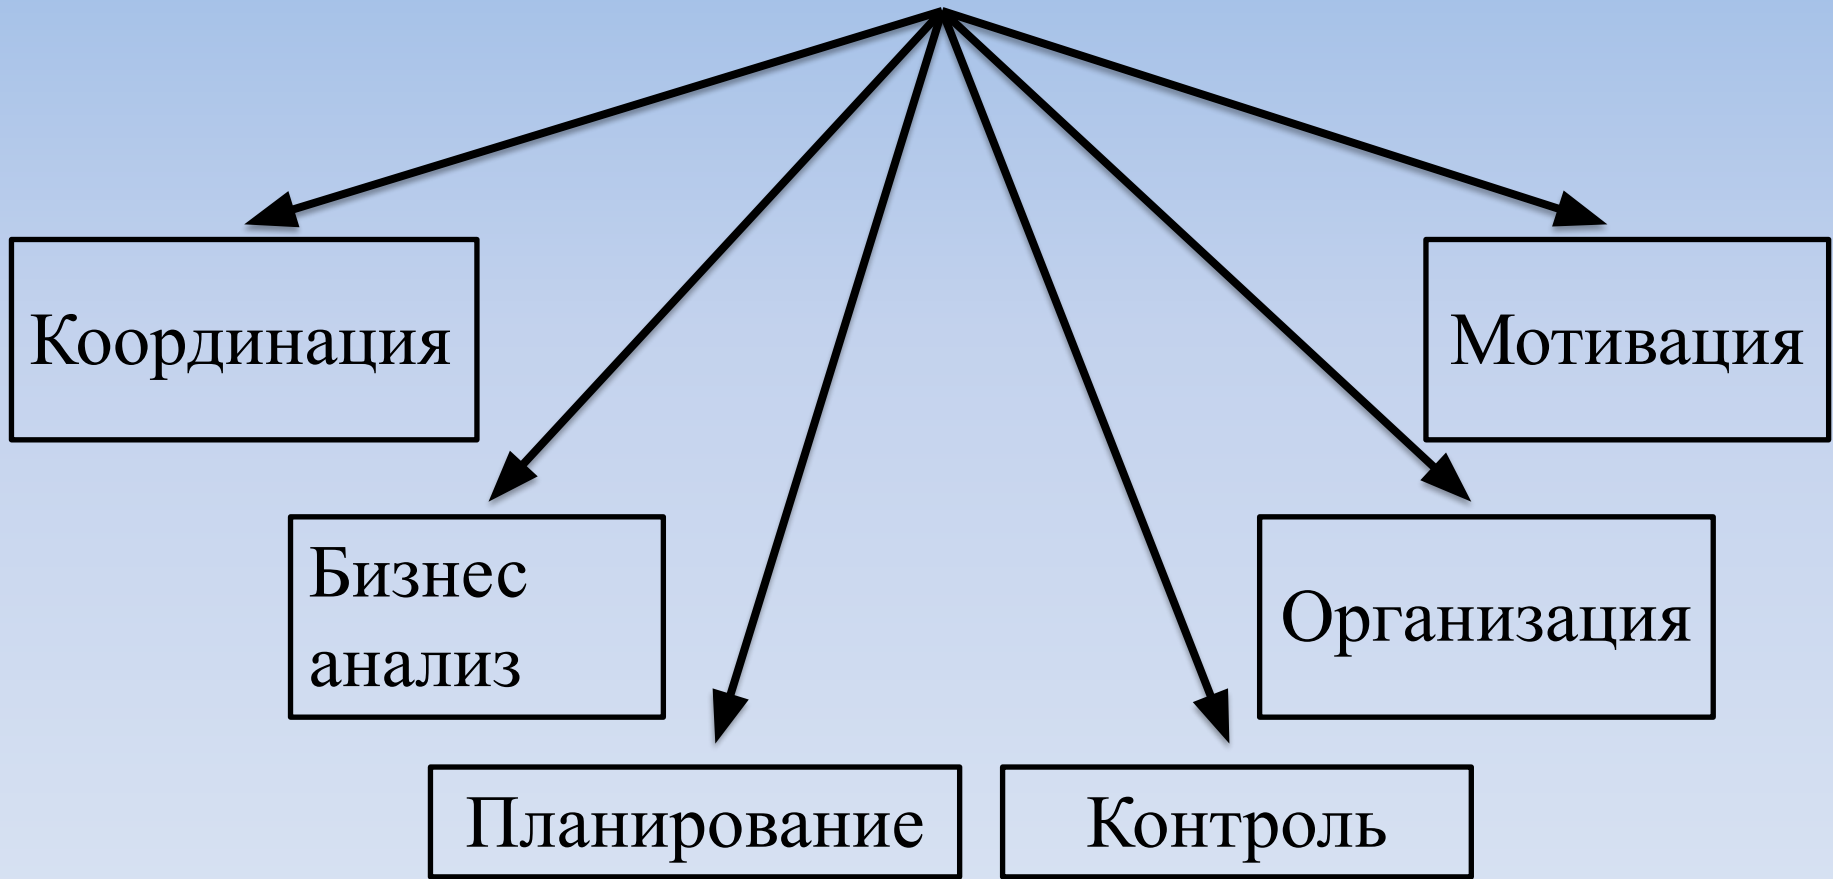 Координация
Мотивация
Бизнес
анализ
Организация
Планирование
Контроль